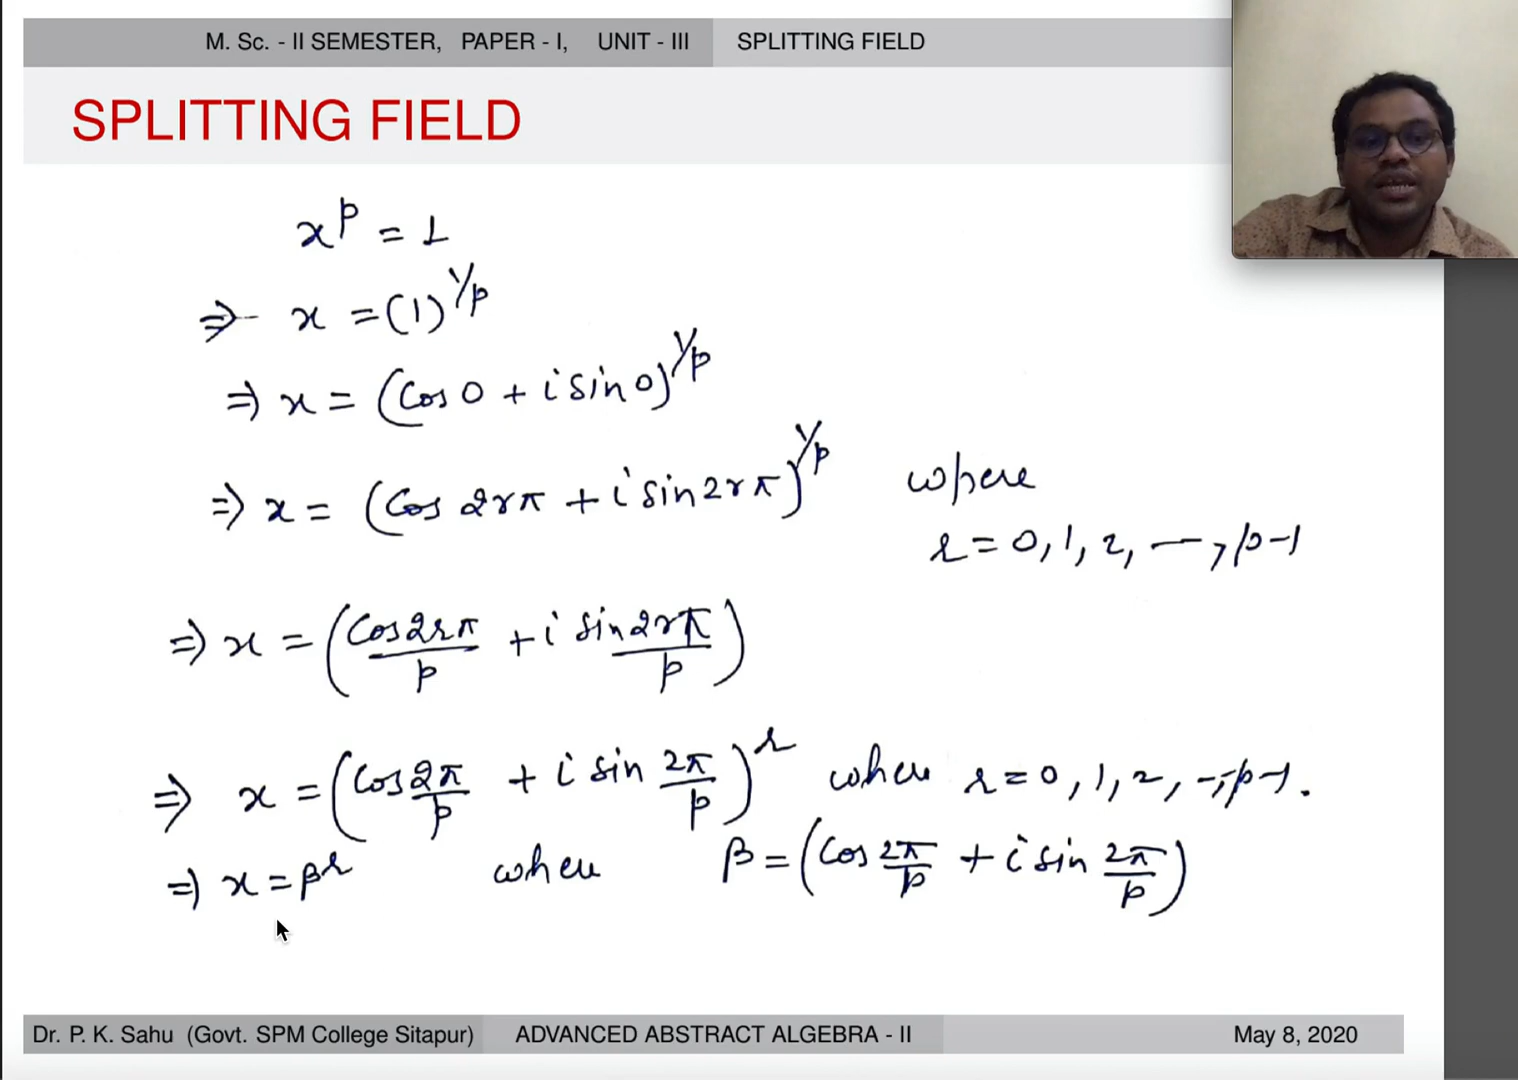 M. Sc. - II SEMESTER, PAPER - I, UNIT - III SPLITTING FIELD
SPLITTING FIELD
x^p = 1
⇒ x = (1)^{1/p}
⇒ x = (Cos 0 + i sin 0)^{1/p}
⇒ x = (Cos 2rπ + i sin 2rπ)^{1/p} where
r = 0, 1, 2, —, p-1
⇒ x = (Cos 2rπ/p + i sin 2rπ/p)
⇒ x = (Cos 2π/p + i sin 2π/p)^r where r = 0, 1, 2, -, p-1.
⇒ x = β^r where β = (Cos 2π/p + i sin 2π/p)
Dr. P. K. Sahu (Govt. SPM College Sitapur) ADVANCED ABSTRACT ALGEBRA - II May 8, 2020